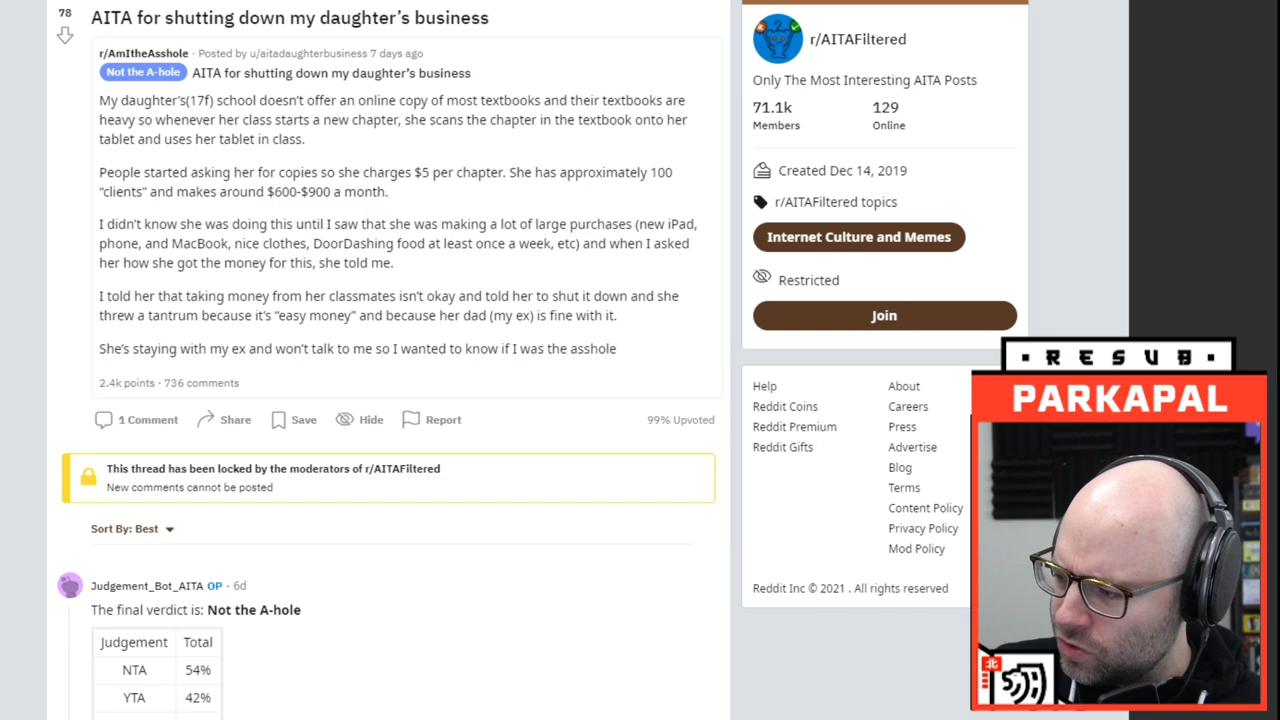 78
AITA for shutting down my daughter's business
r/AmItheAsshole · Posted by u/aitadaughterbusiness 7 days ago
Not the A-hole AITA for shutting down my daughter's business
My daughter's(17f) school doesn't offer an online copy of most textbooks and their textbooks are
heavy so whenever her class starts a new chapter, she scans the chapter in the textbook onto her
tablet and uses her tablet in class.
People started asking her for copies so she charges $5 per chapter. She has approximately 100
"clients" and makes around $600-$900 a month.
I didn't know she was doing this until I saw that she was making a lot of large purchases (new iPad,
phone, and MacBook, nice clothes, DoorDashing food at least once a week, etc) and when I asked
her how she got the money for this, she told me.
I told her that taking money from her classmates isn't okay and told her to shut it down and she
threw a tantrum because it's "easy money" and because her dad (my ex) is fine with it.
She's staying with my ex and won't talk to me so I wanted to know if I was the asshole
2.4k points · 736 comments
1 Comment Share Save Hide Report 99% Upvoted
This thread has been locked by the moderators of r/AITAFiltered
New comments cannot be posted
Sort By: Best
Judgement_Bot_AITA OP · 6d
The final verdict is: Not the A-hole
Judgement Total
NTA 54%
YTA 42%
r/AITAFiltered
Only The Most Interesting AITA Posts
71.1k 129
Members Online
Created Dec 14, 2019
r/AITAFiltered topics
Internet Culture and Memes
Restricted
Join
Help About
Reddit Coins Careers
Reddit Premium Press
Reddit Gifts Advertise
Blog
Terms
Content Policy
Privacy Policy
Mod Policy
Reddit Inc © 2021 . All rights reserved
· RESUB ·
PARKAPAL
北